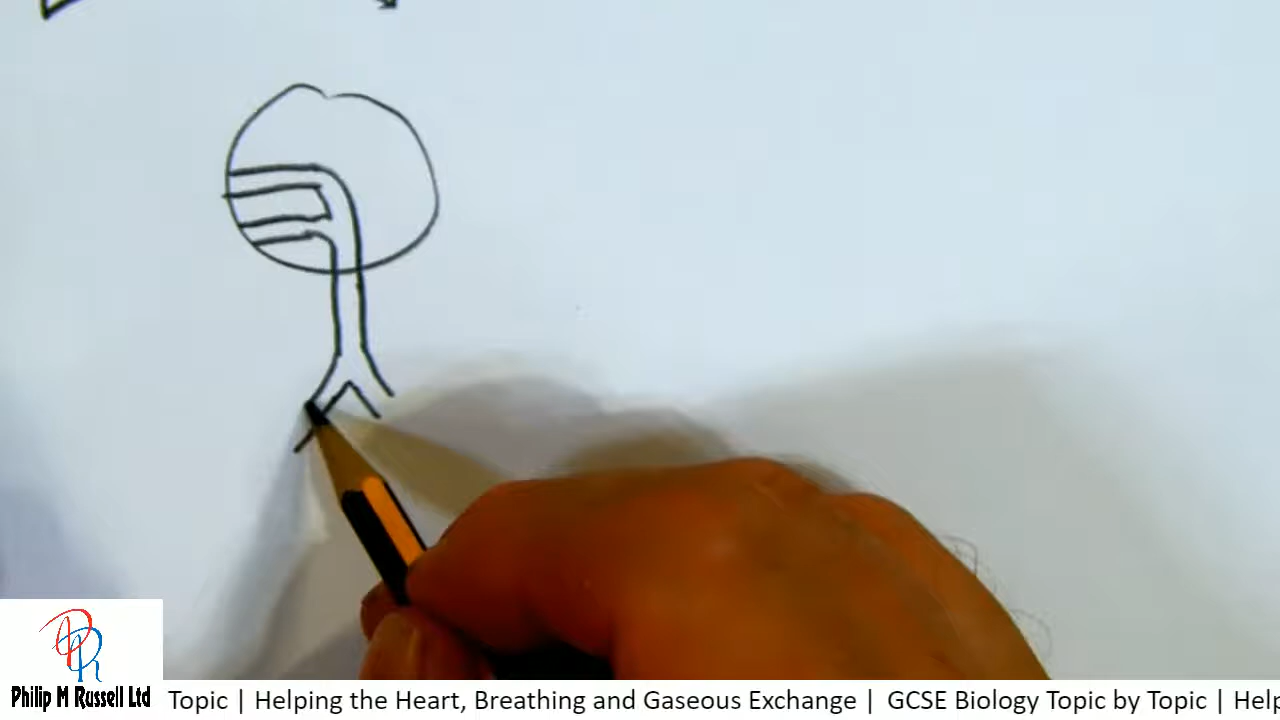 Philip M Russell Ltd
Topic | Helping the Heart, Breathing and Gaseous Exchange | GCSE Biology Topic by Topic | Help